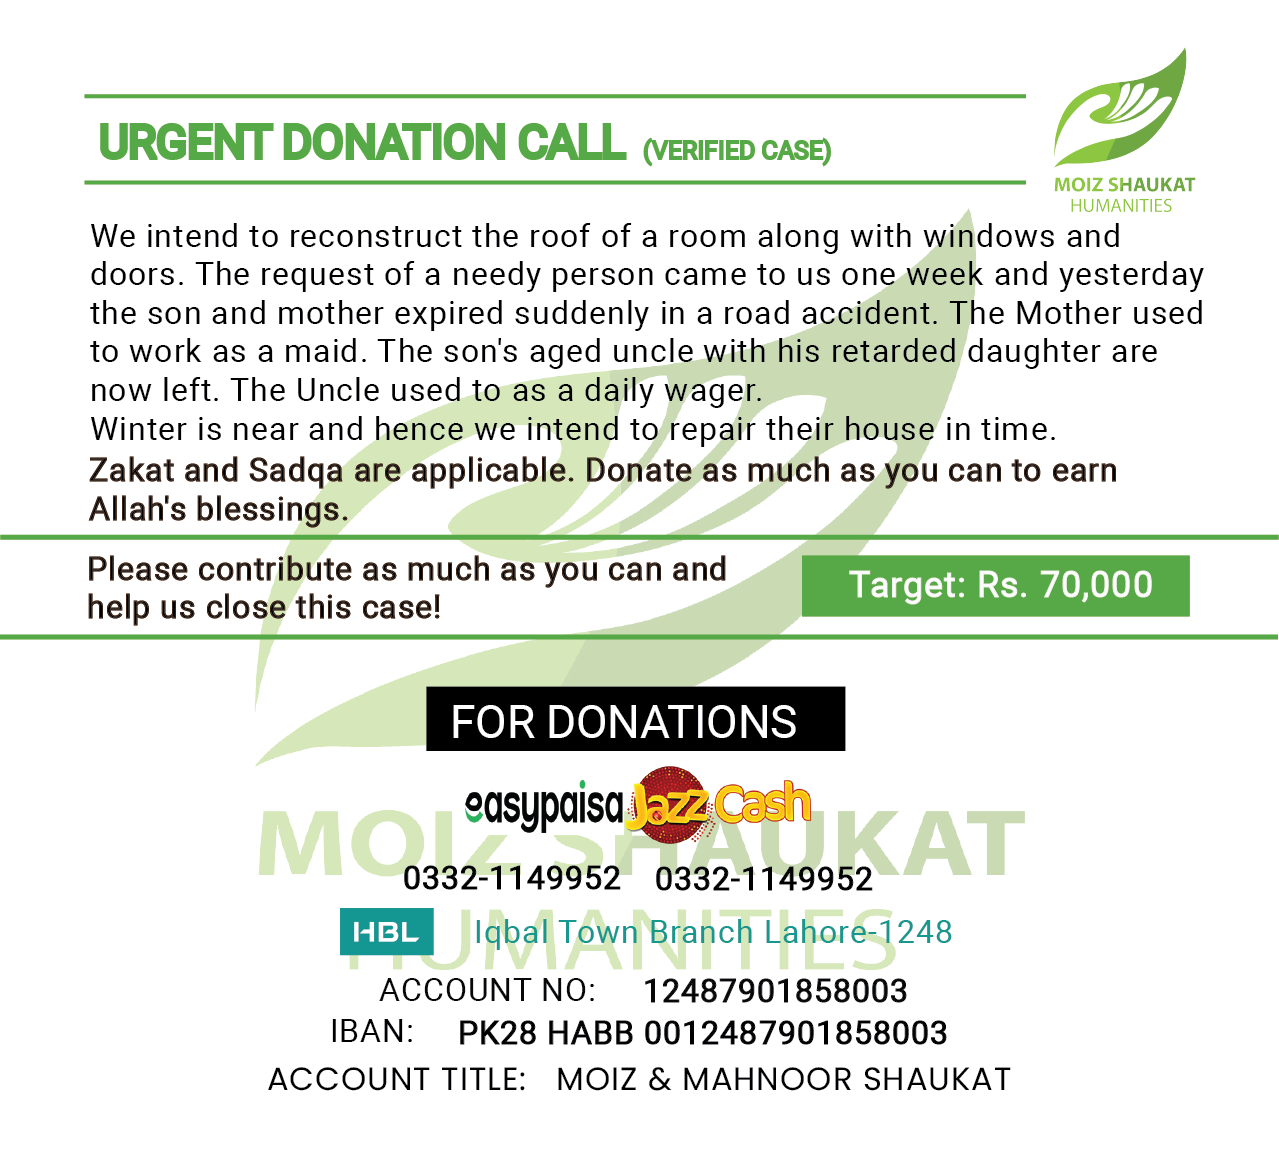 URGENT DONATION CALL (VERIFIED CASE)
MOIZ SHAUKAT
HUMANITIES
We intend to reconstruct the roof of a room along with windows and
doors. The request of a needy person came to us one week and yesterday
the son and mother expired suddenly in a road accident. The Mother used
to work as a maid. The son's aged uncle with his retarded daughter are
now left. The Uncle used to as a daily wager.
Winter is near and hence we intend to repair their house in time.
Zakat and Sadqa are applicable. Donate as much as you can to earn
Allah's blessings.
Please contribute as much as you can and
help us close this case!
Target: Rs. 70,000
FOR DONATIONS
easypaisa JazzCash
MOIZ SHAUKAT
0332-1149952 0332-1149952
HUMANITIES
HBL Iqbal Town Branch Lahore-1248
ACCOUNT NO: 12487901858003
IBAN: PK28 HABB 0012487901858003
ACCOUNT TITLE: MOIZ & MAHNOOR SHAUKAT